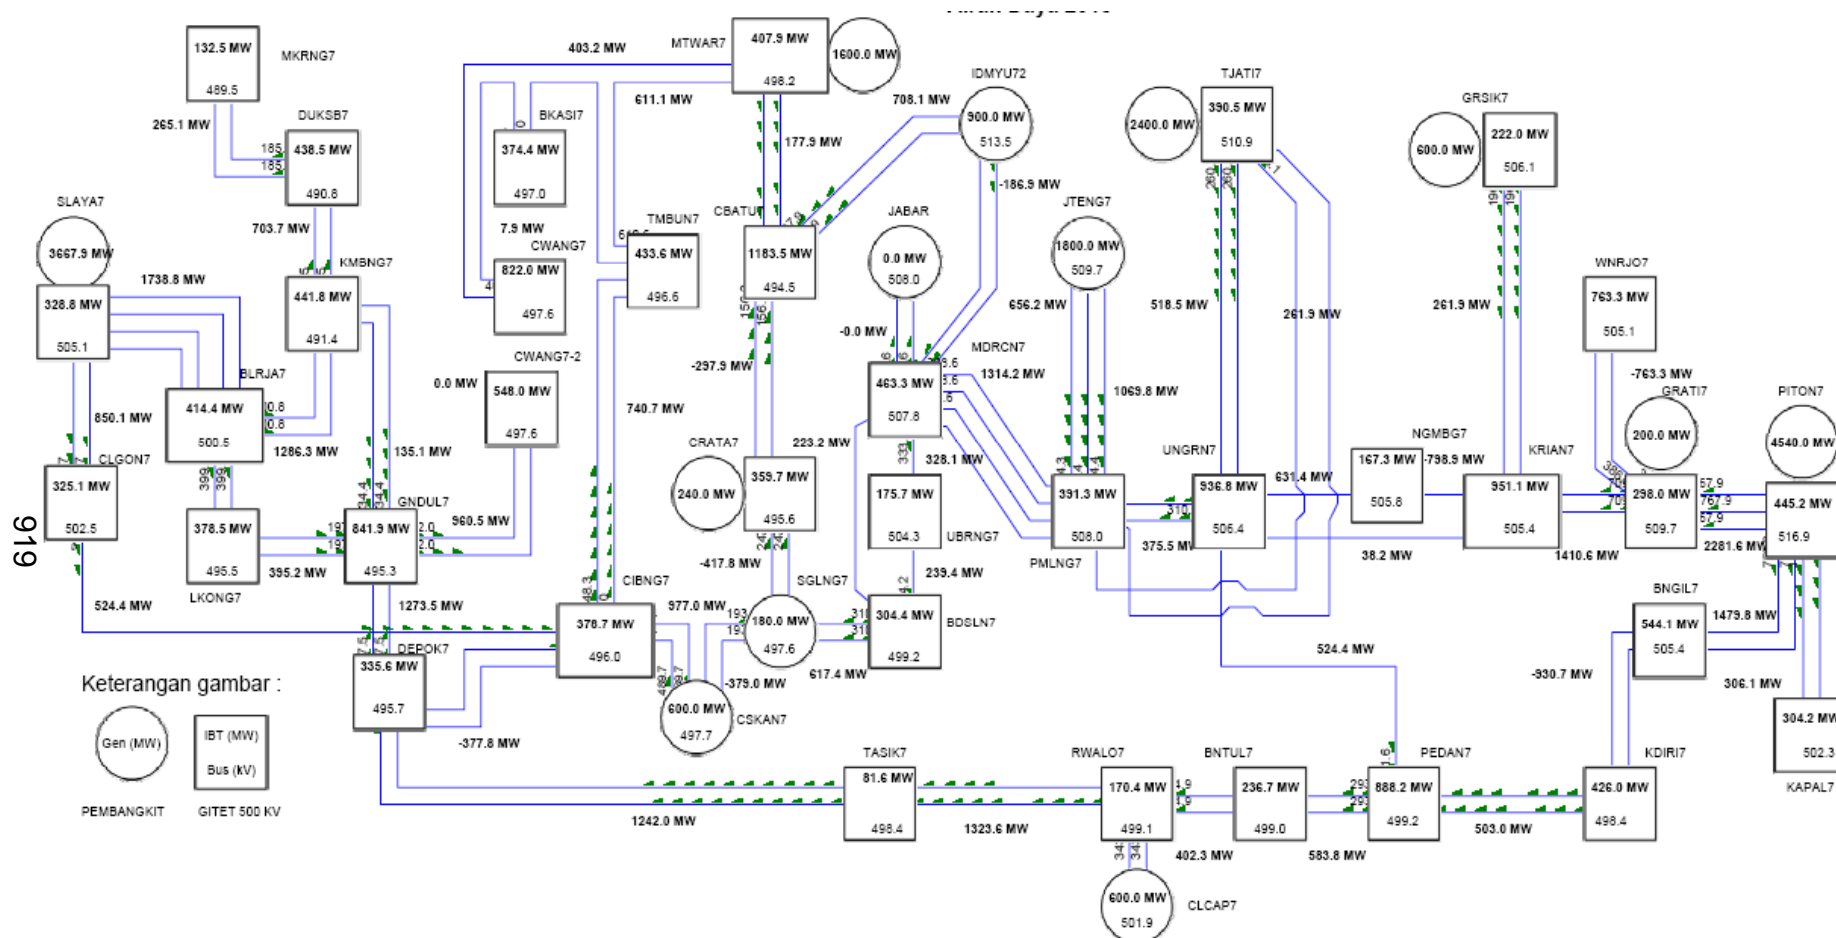 132.5 MW
489.5
MKRNG7
265.1 MW
DUKSB7
438.5 MW
490.8
703.7 MW
SLAYA7
3667.9 MW
328.8 MW
505.1
1738.8 MW
KMBNG7
441.8 MW
491.4
BLRJA7
414.4 MW
500.5
850.1 MW
1286.3 MW
135.1 MW
CLGON7
325.1 MW
502.5
399
399
378.5 MW
495.5
LKONG7
395.2 MW
GNDUL7
841.9 MW
495.3
960.5 MW
524.4 MW
1273.5 MW
DEPOK7
335.6 MW
495.7
-377.8 MW
403.2 MW
MTWAR7
407.9 MW
498.2
1600.0 MW
611.1 MW
177.9 MW
BKASI7
374.4 MW
497.0
7.9 MW
CWANG7
822.0 MW
497.6
CWANG7-2
0.0 MW
548.0 MW
497.6
TMBUN7
433.6 MW
496.6
740.7 MW
CBATU7
1183.5 MW
494.5
-297.9 MW
CRATA7
240.0 MW
359.7 MW
495.6
-417.8 MW
CIBNG7
378.7 MW
496.0
977.0 MW
SGLNG7
180.0 MW
497.6
-379.0 MW
600.0 MW
497.7
CSKAN7
617.4 MW
IDMYU72
708.1 MW
900.0 MW
513.5
-186.9 MW
JABAR
0.0 MW
508.0
-0.0 MW
MDRCN7
463.3 MW
507.8
1314.2 MW
223.2 MW
328.1 MW
175.7 MW
504.3
UBRNG7
239.4 MW
304.4 MW
499.2
BDSLN7
JTENG7
1800.0 MW
509.7
656.2 MW
1069.8 MW
391.3 MW
508.0
PMLNG7
375.5 MW
TJATI7
2400.0 MW
390.5 MW
510.9
518.5 MW
261.9 MW
UNGRN7
936.8 MW
506.4
631.4 MW
524.4 MW
38.2 MW
GRSIK7
600.0 MW
222.0 MW
506.1
261.9 MW
NGMBG7
167.3 MW
505.8
-798.9 MW
KRIAN7
951.1 MW
505.4
1410.6 MW
WNRJO7
763.3 MW
505.1
-763.3 MW
GRATI7
200.0 MW
298.0 MW
509.7
2281.6 MW
PITON7
4540.0 MW
445.2 MW
516.9
BNGIL7
544.1 MW
505.4
1479.8 MW
-930.7 MW
306.1 MW
304.2 MW
502.3
KAPAL7
TASIK7
81.6 MW
498.4
1242.0 MW
1323.6 MW
RWALO7
170.4 MW
499.1
402.3 MW
BNTUL7
236.7 MW
499.0
583.8 MW
PEDAN7
888.2 MW
499.2
503.0 MW
KDIRI7
426.0 MW
498.4
600.0 MW
501.9
CLCAP7
Keterangan gambar :
Gen (MW)
IBT (MW)
Bus (kV)
PEMBANGKIT
GITET 500 KV
919